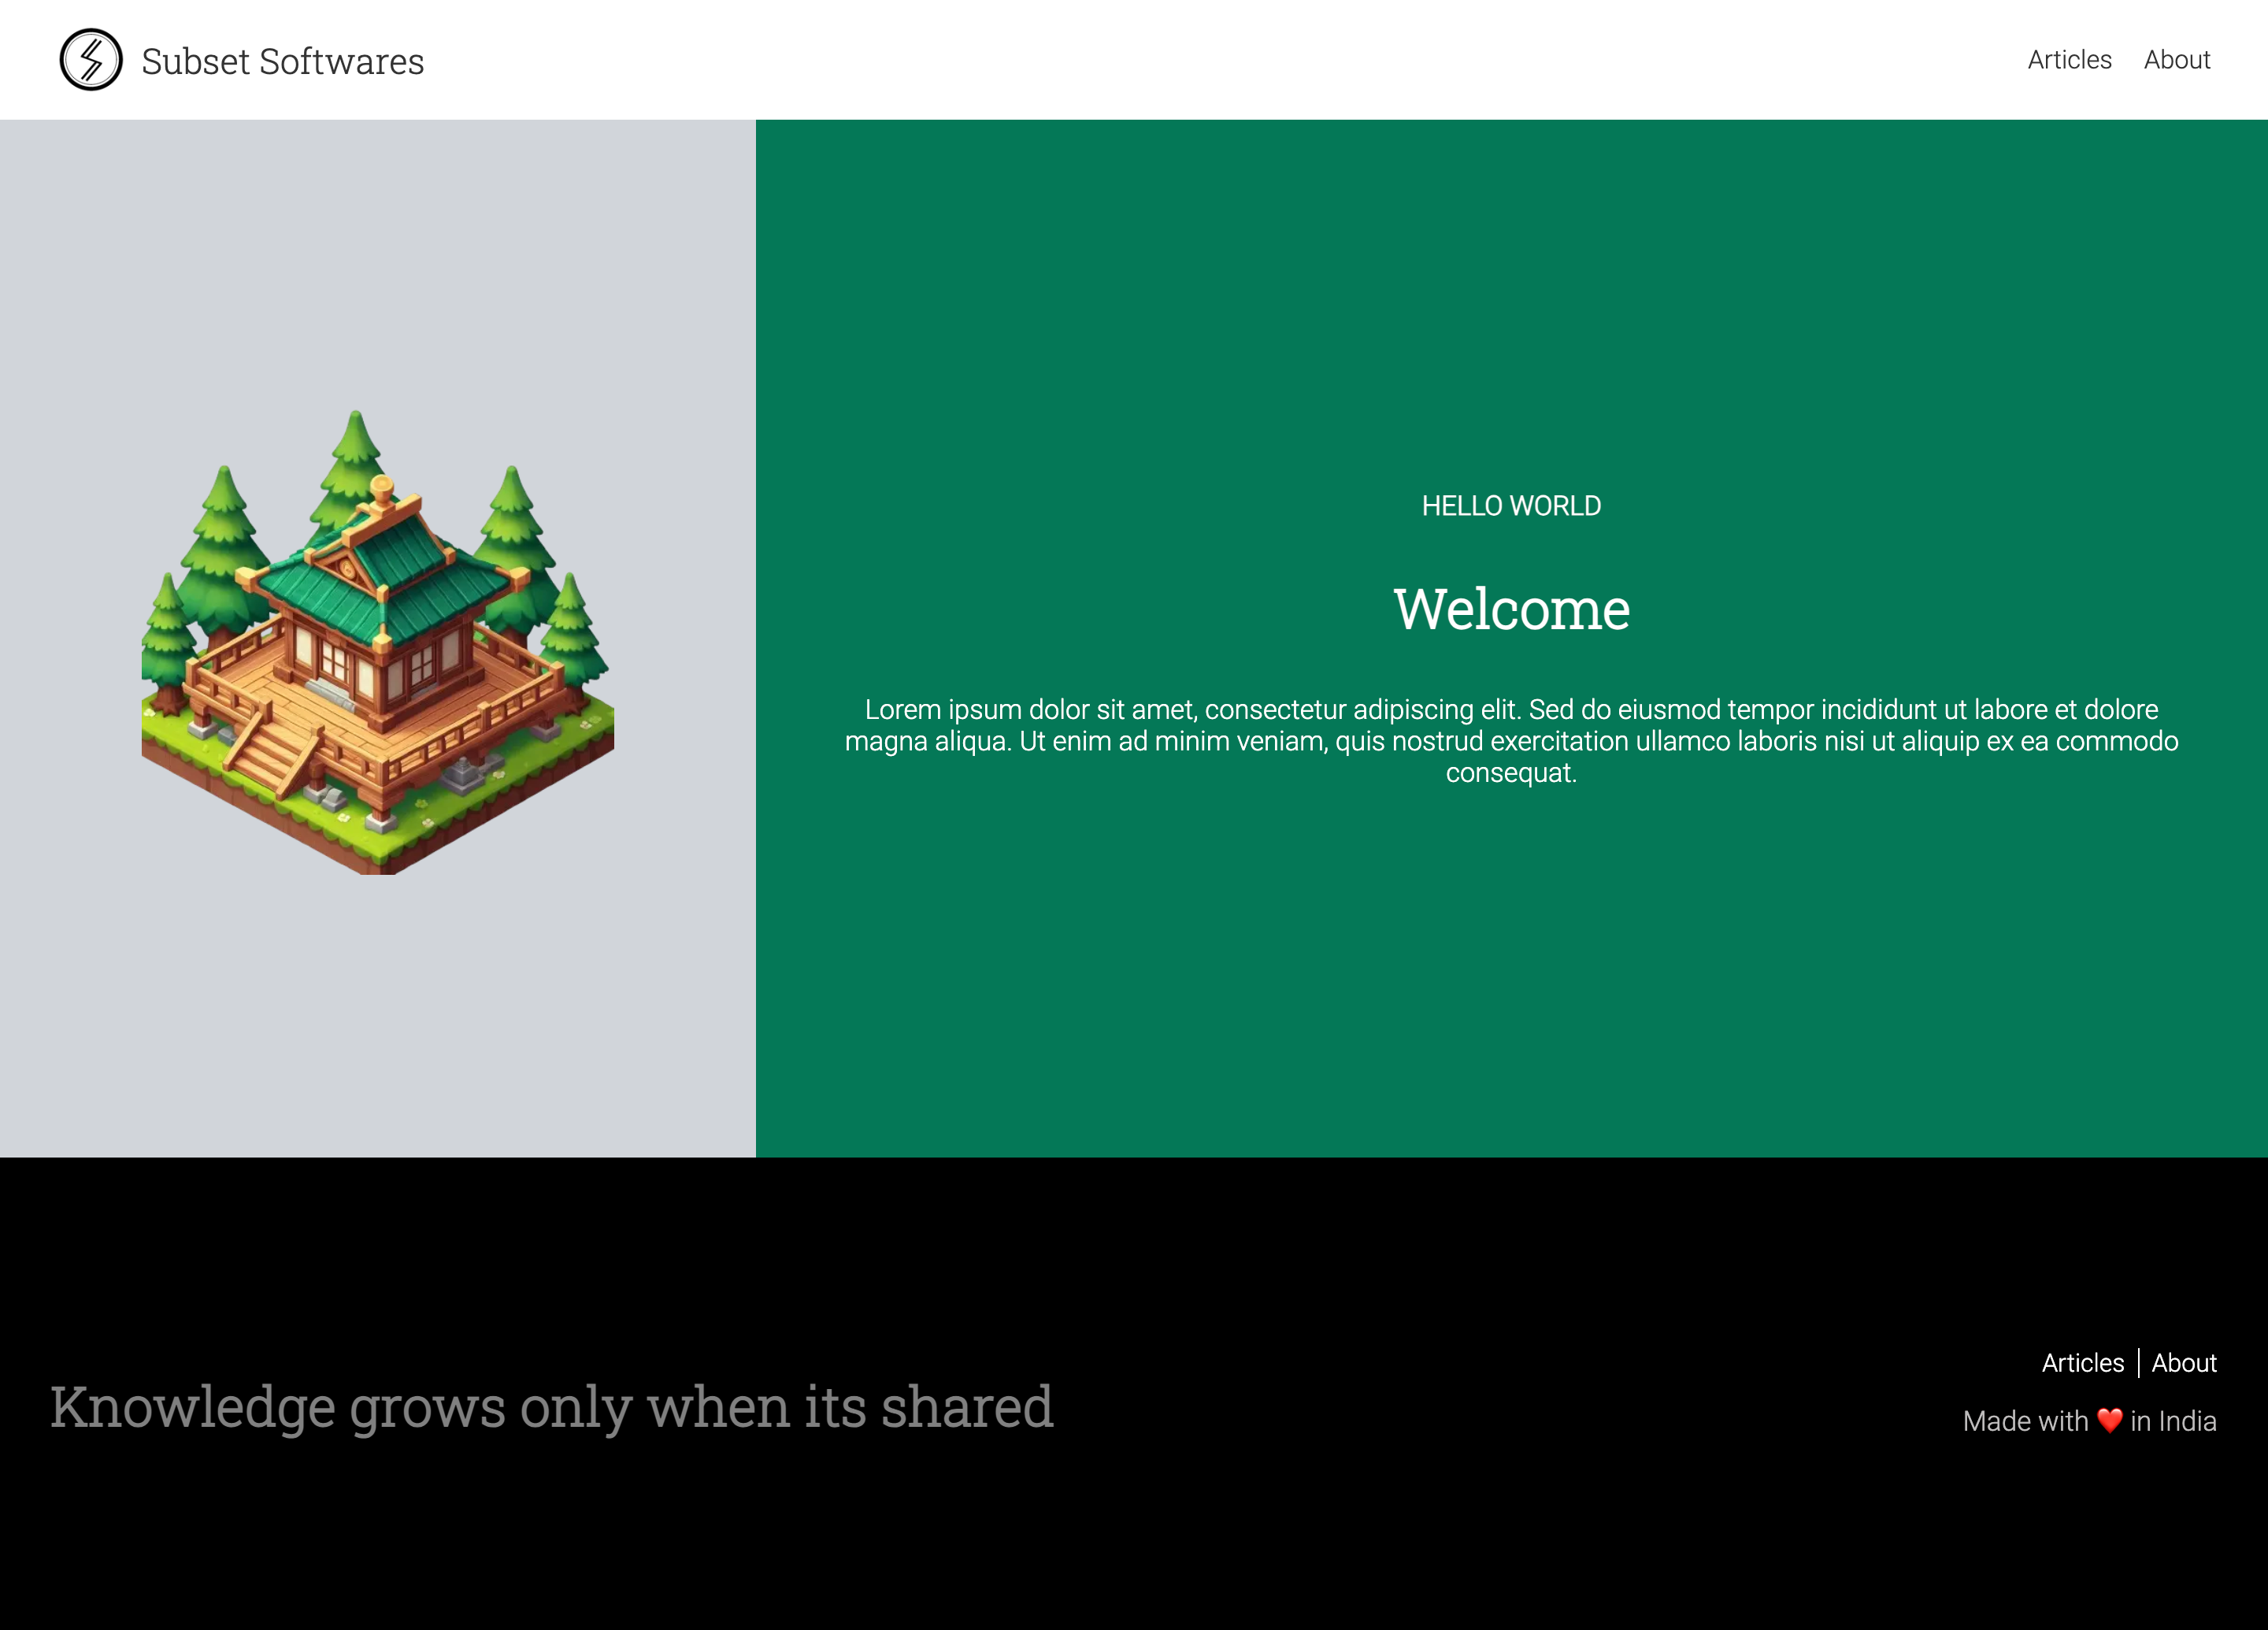 Subset Softwares
Articles About
HELLO WORLD
Welcome
Lorem ipsum dolor sit amet, consectetur adipiscing elit. Sed do eiusmod tempor incididunt ut labore et dolore
magna aliqua. Ut enim ad minim veniam, quis nostrud exercitation ullamco laboris nisi ut aliquip ex ea commodo
consequat.
Knowledge grows only when its shared
Articles | About
Made with ❤️ in India